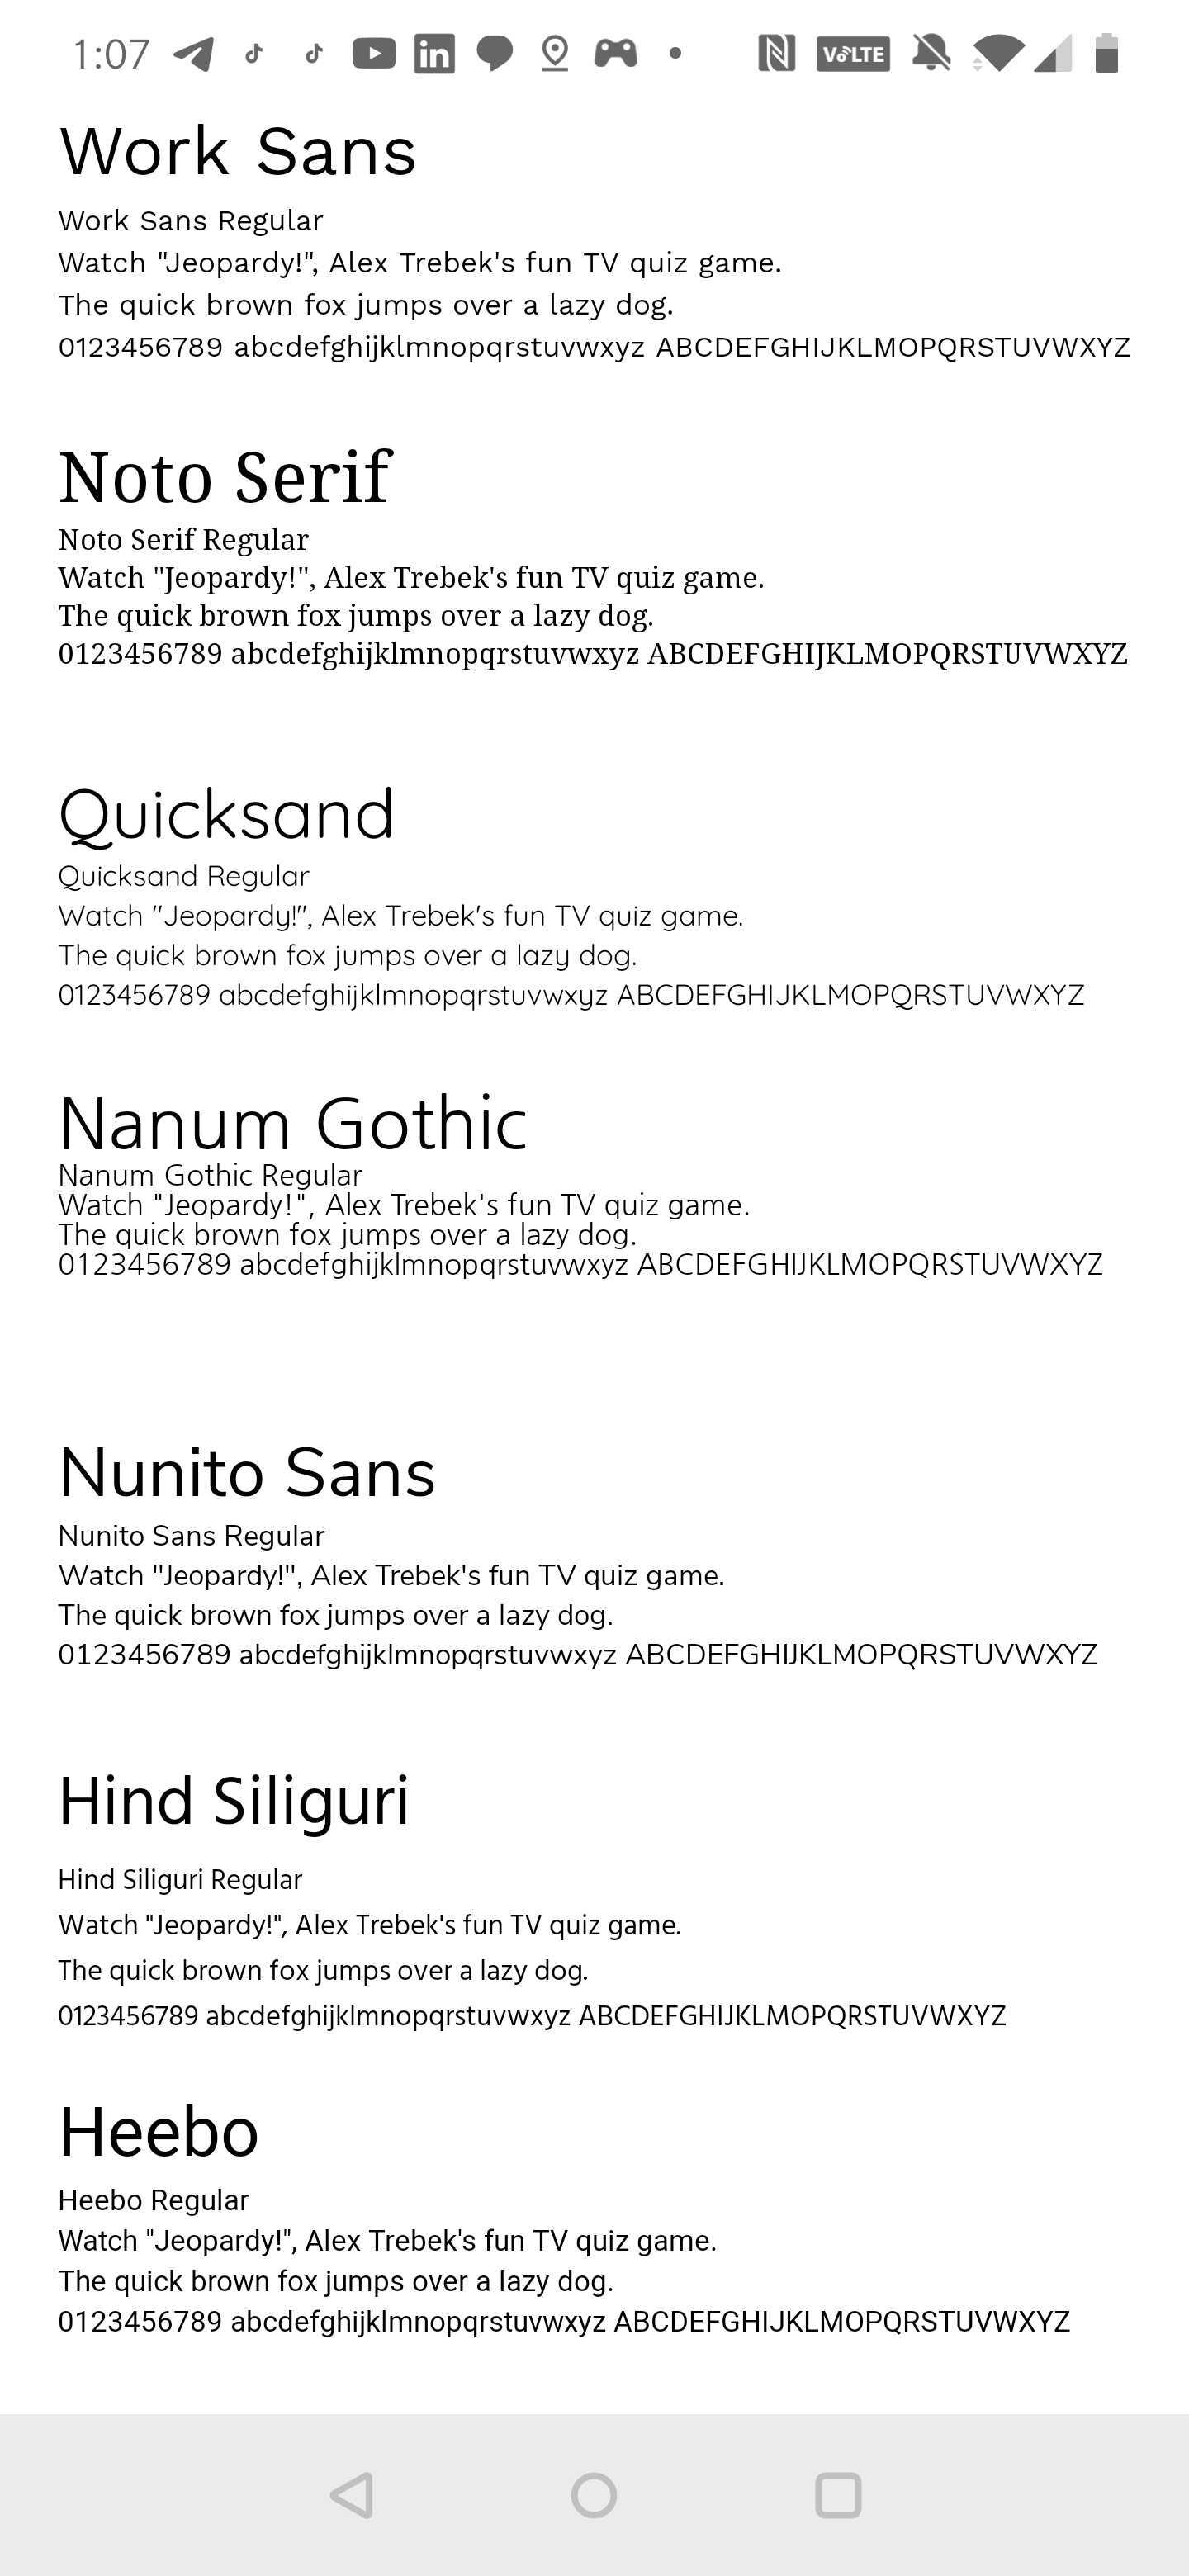 1:07
VoLTE
Work Sans
Work Sans Regular
Watch "Jeopardy!", Alex Trebek's fun TV quiz game.
The quick brown fox jumps over a lazy dog.
0123456789 abcdefghijklmnopqrstuvwxyz ABCDEFGHIJKLMOPQRSTUVWXYZ
Noto Serif
Noto Serif Regular
Watch "Jeopardy!", Alex Trebek's fun TV quiz game.
The quick brown fox jumps over a lazy dog.
0123456789 abcdefghijklmnopqrstuvwxyz ABCDEFGHIJKLMOPQRSTUVWXYZ
Quicksand
Quicksand Regular
Watch "Jeopardy!", Alex Trebek's fun TV quiz game.
The quick brown fox jumps over a lazy dog.
0123456789 abcdefghijklmnopqrstuvwxyz ABCDEFGHIJKLMOPQRSTUVWXYZ
Nanum Gothic
Nanum Gothic Regular
Watch "Jeopardy!", Alex Trebek's fun TV quiz game.
The quick brown fox jumps over a lazy dog.
0123456789 abcdefghijklmnopqrstuvwxyz ABCDEFGHIJKLMOPQRSTUVWXYZ
Nunito Sans
Nunito Sans Regular
Watch "Jeopardy!", Alex Trebek's fun TV quiz game.
The quick brown fox jumps over a lazy dog.
0123456789 abcdefghijklmnopqrstuvwxyz ABCDEFGHIJKLMOPQRSTUVWXYZ
Hind Siliguri
Hind Siliguri Regular
Watch "Jeopardy!", Alex Trebek's fun TV quiz game.
The quick brown fox jumps over a lazy dog.
0123456789 abcdefghijklmnopqrstuvwxyz ABCDEFGHIJKLMOPQRSTUVWXYZ
Heebo
Heebo Regular
Watch "Jeopardy!", Alex Trebek's fun TV quiz game.
The quick brown fox jumps over a lazy dog.
0123456789 abcdefghijklmnopqrstuvwxyz ABCDEFGHIJKLMOPQRSTUVWXYZ